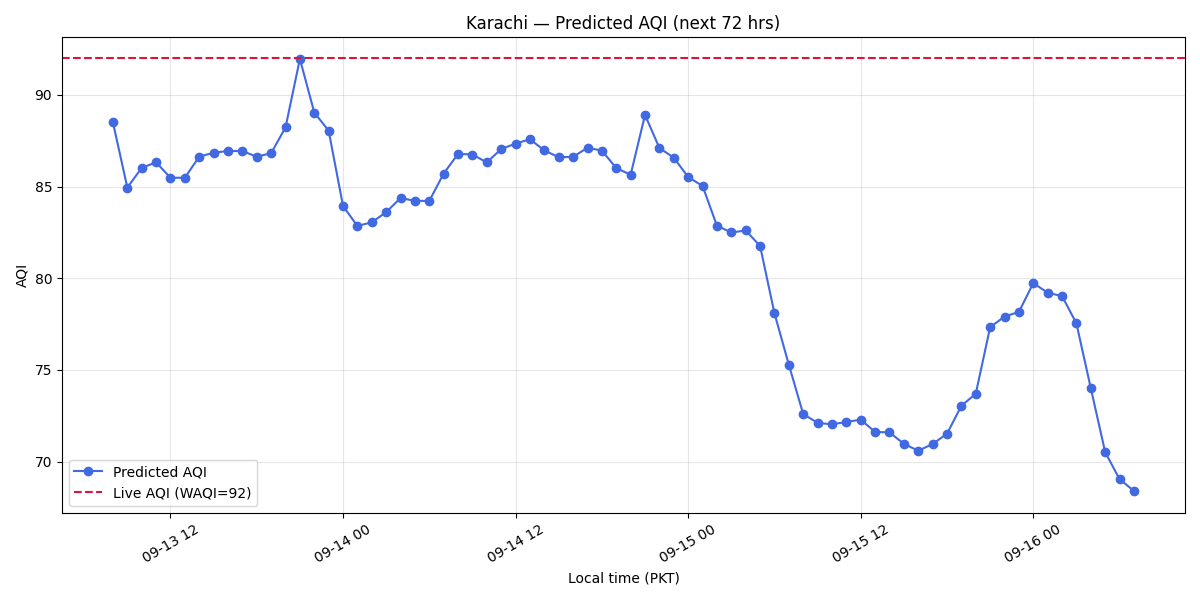 Karachi — Predicted AQI (next 72 hrs)
AQI
90
85
80
75
70
Predicted AQI
Live AQI (WAQI=92)
09-13 12
09-14 00
09-14 12
09-15 00
09-15 12
09-16 00
Local time (PKT)